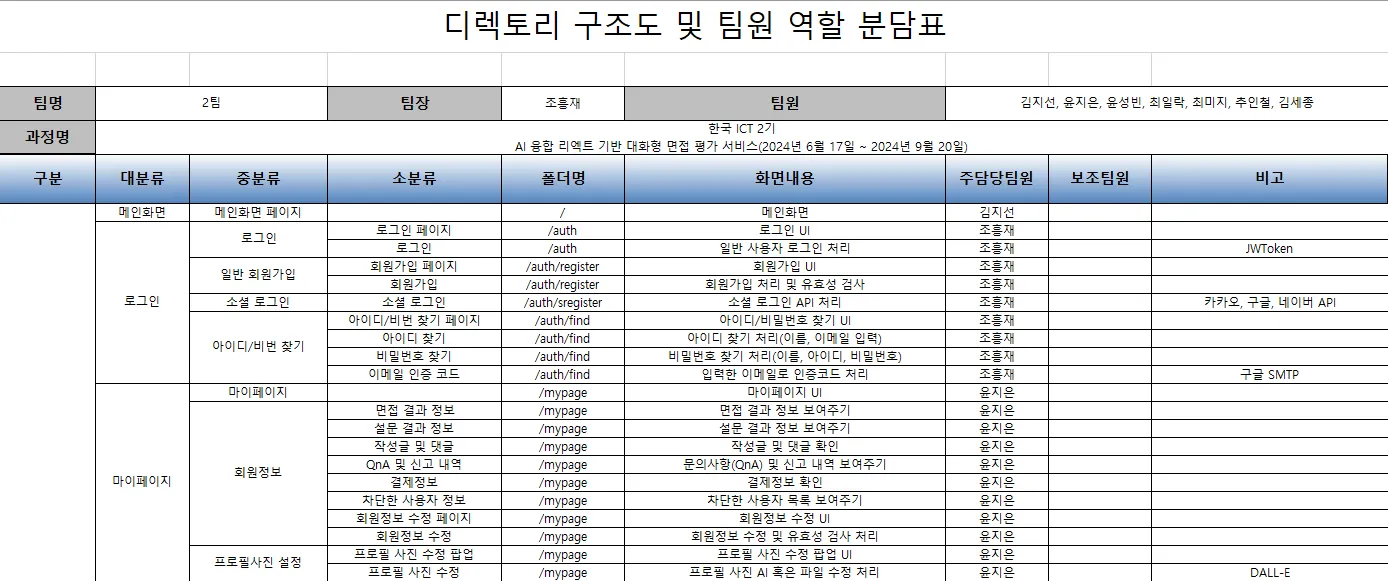 디렉토리 구조도 및 팀원 역할 분담표
팀명 2팀 팀장 조흥재 팀원 김지선, 윤지은, 윤성빈, 최일락, 최미지, 추인철, 김세종
과정명 한국 ICT 2기
AI 융합 리액트 기반 대화형 면접 평가 서비스(2024년 6월 17일 ~ 2024년 9월 20일)
구분 대분류 중분류 소분류 폴더명 화면내용 주담당팀원 보조팀원 비고
메인화면 메인화면 페이지 / 메인화면 김지선
로그인 로그인 로그인 페이지 /auth 로그인 UI 조흥재
로그인 /auth 일반 사용자 로그인 처리 조흥재 JWToken
일반 회원가입 회원가입 페이지 /auth/register 회원가입 UI 조흥재
회원가입 /auth/register 회원가입 처리 및 유효성 검사 조흥재
소셜 로그인 소셜 로그인 /auth/sregister 소셜 로그인 API 처리 조흥재 카카오, 구글, 네이버 API
아이디/비번 찾기 아이디/비번 찾기 페이지 /auth/find 아이디/비밀번호 찾기 UI 조흥재
아이디 찾기 /auth/find 아이디 찾기 처리(이름, 이메일 입력) 조흥재
비밀번호 찾기 /auth/find 비밀번호 찾기 처리(이름, 아이디, 비밀번호) 조흥재
이메일 인증 코드 /auth/find 입력한 이메일로 인증코드 처리 조흥재 구글 SMTP
마이페이지 마이페이지 /mypage 마이페이지 UI 윤지은
회원정보 면접 결과 정보 /mypage 면접 결과 정보 보여주기 윤지은
설문 결과 정보 /mypage 설문 결과 정보 보여주기 윤지은
작성글 및 댓글 /mypage 작성글 및 댓글 확인 윤지은
QnA 및 신고 내역 /mypage 문의사항(QnA) 및 신고 내역 보여주기 윤지은
결제정보 /mypage 결제정보 확인 윤지은
차단한 사용자 정보 /mypage 차단한 사용자 목록 보여주기 윤지은
회원정보 수정 페이지 /mypage 회원정보 수정 UI 윤지은
회원정보 수정 /mypage 회원정보 수정 및 유효성 검사 처리 윤지은
프로필사진 설정 프로필 사진 수정 팝업 /mypage 프로필 사진 수정 팝업 UI 윤지은
프로필 사진 수정 /mypage 프로필 사진 AI 혹은 파일 수정 처리 윤지은 DALL-E